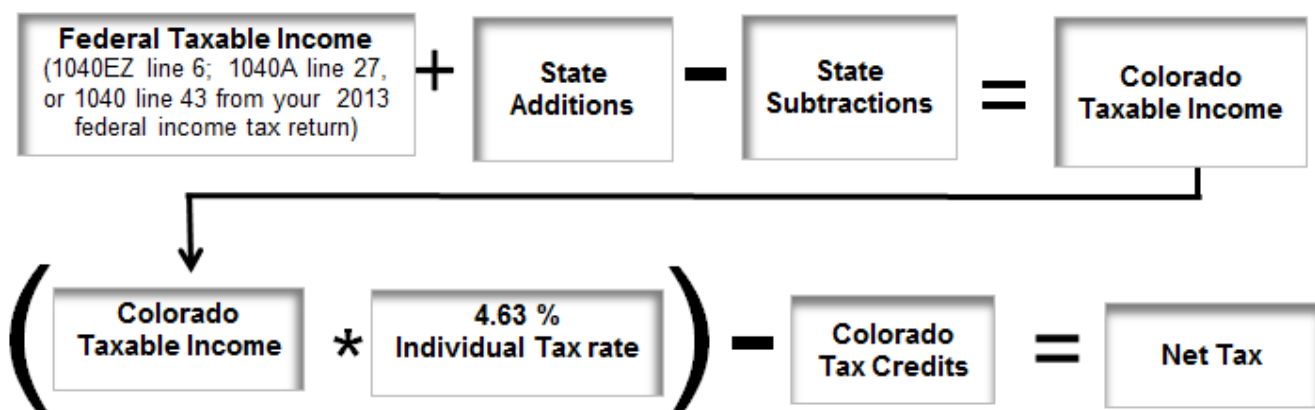 Federal Taxable Income
(1040EZ line 6; 1040A line 27,
or 1040 line 43 from your 2013
federal income tax return)
+
State
Additions
-
State
Subtractions
=
Colorado
Taxable Income
(
Colorado
Taxable Income
*
4.63 %
Individual Tax rate
)
-
Colorado
Tax Credits
=
Net Tax